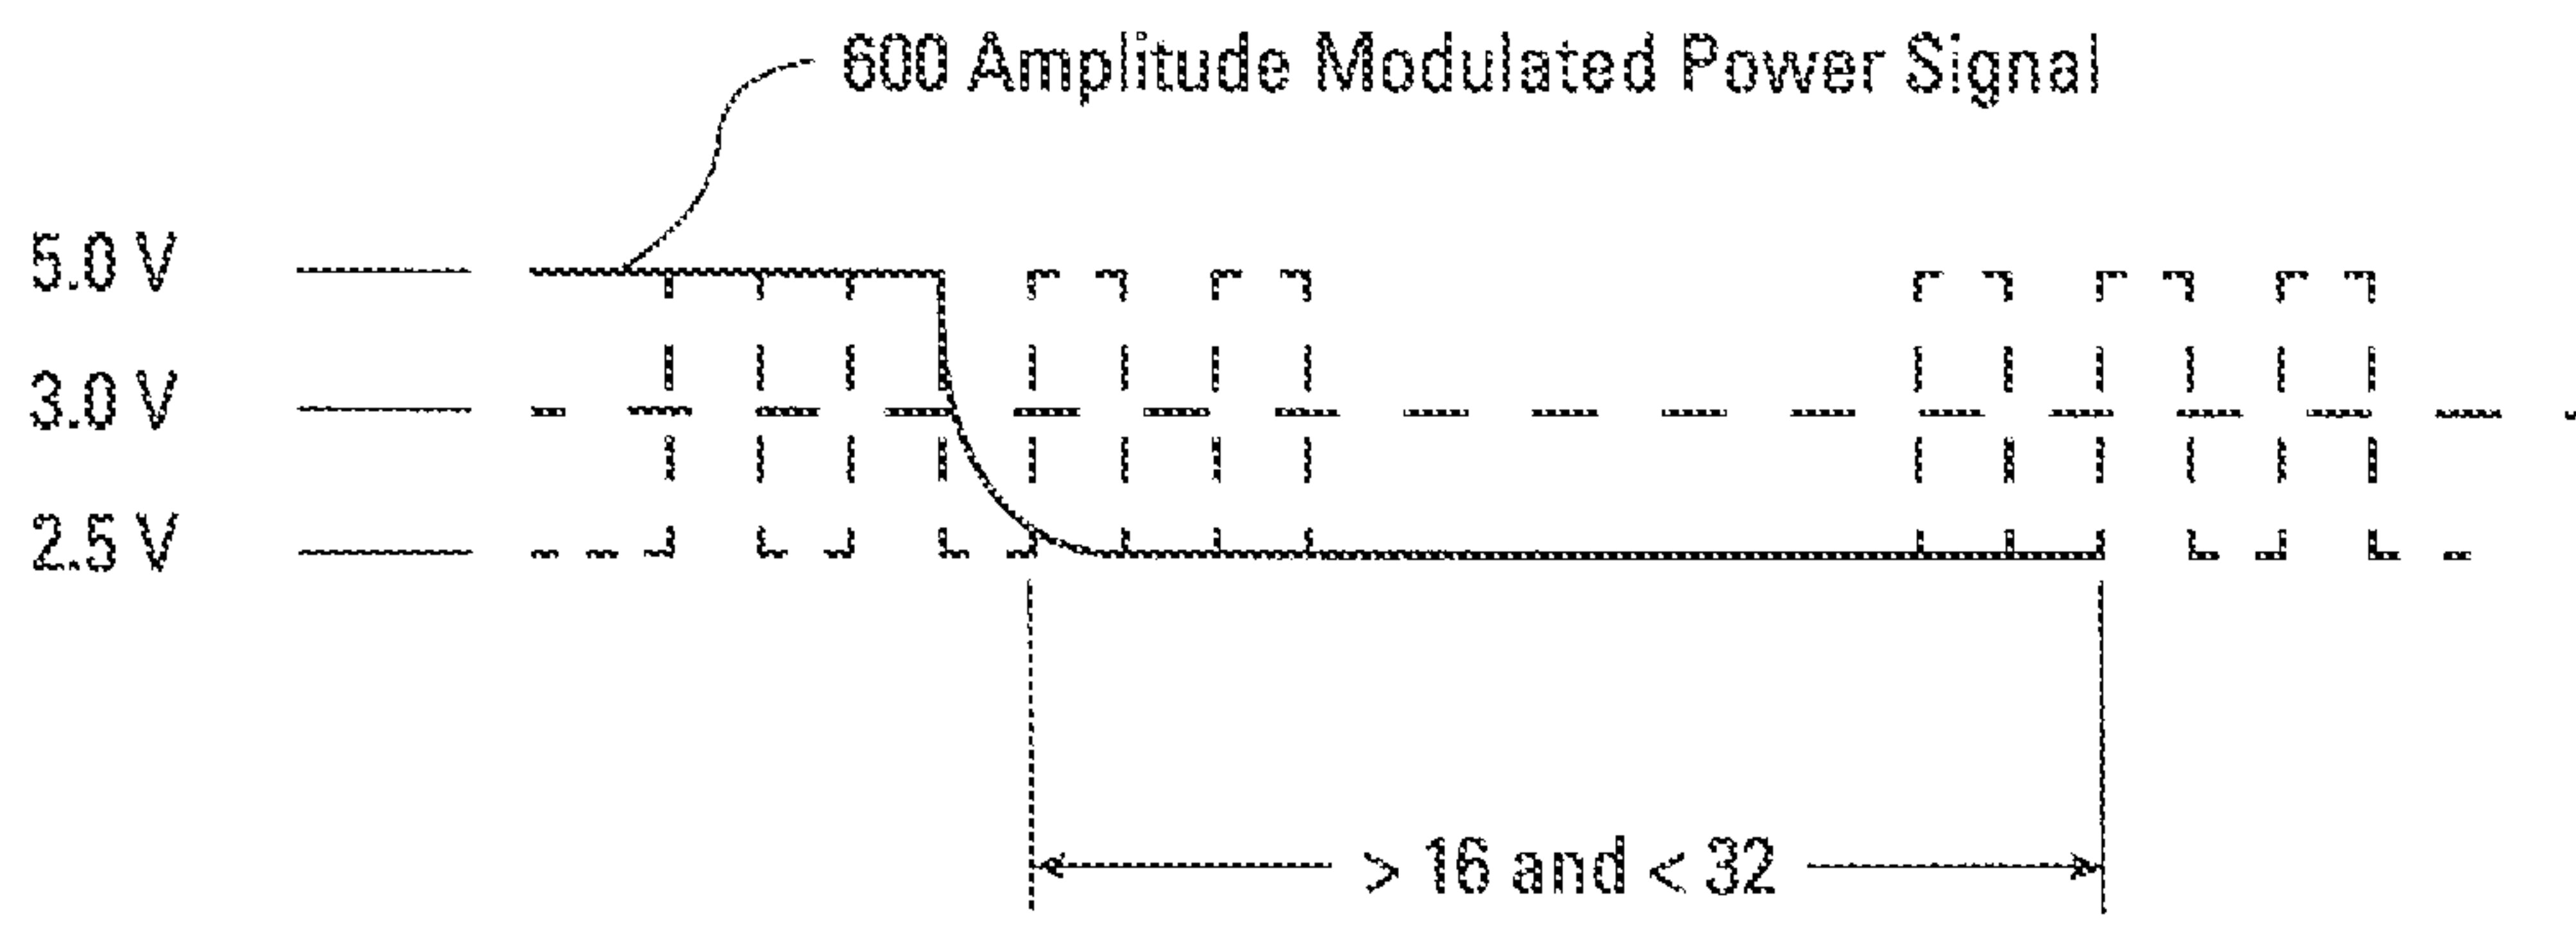 600 Amplitude Modulated Power Signal
5.0 V
3.0 V
2.5 V
> 16 and < 32